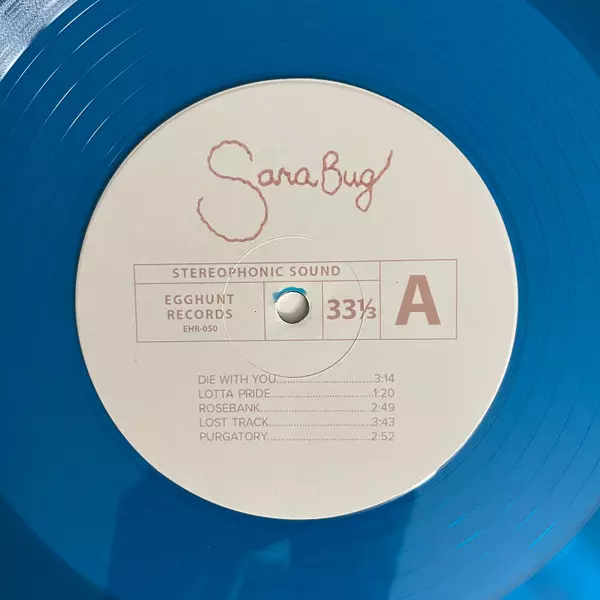 Sara Bug
STEREOPHONIC SOUND
EGGHUNT
RECORDS
EHR-050
33⅓
A
DIE WITH YOU..............................3:14
LOTTA PRIDE...............................1:20
ROSEBANK..................................2:49
LOST TRACK................................3:43
PURGATORY................................2:52